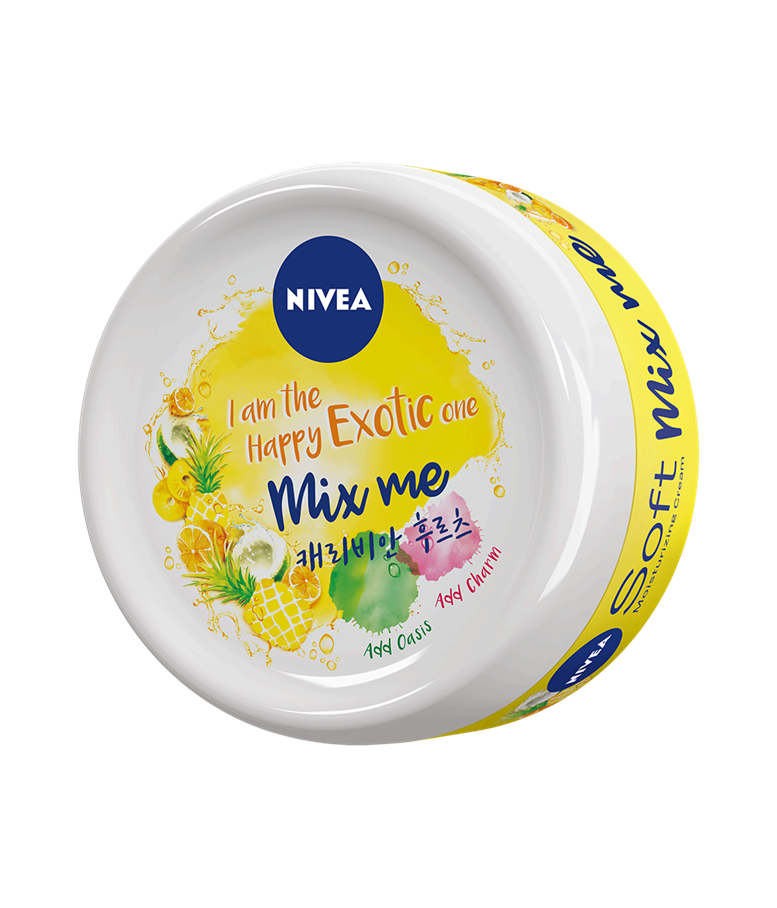 NIVEA
I am the
Happy Exotic one
Mix me
캐리비안 후르츠
Add Charm
Add Oasis
Mix me
Soft
Moisturizing Cream
NIVEA